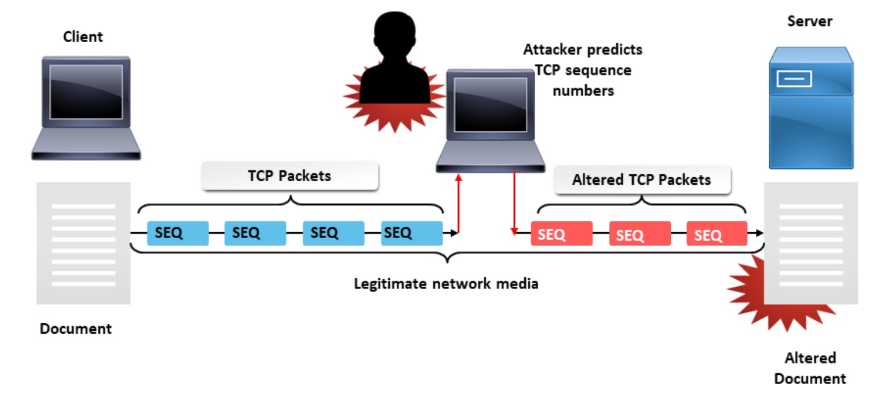 Client
Attacker predicts
TCP sequence
numbers
Server
TCP Packets
Altered TCP Packets
SEQ SEQ SEQ SEQ SEQ SEQ SEQ
Legitimate network media
Document
Altered
Document